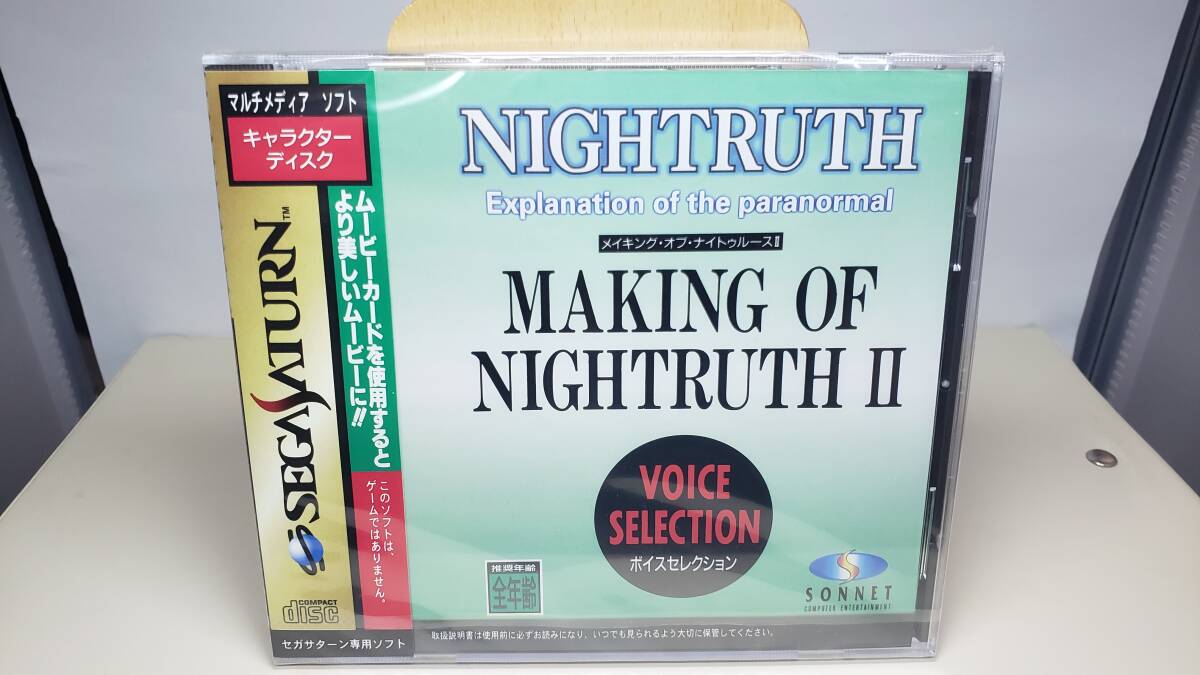 マルチメディア ソフト
キャラクター
ディスク
ムービーカードを使用すると
より美しいムービーに!!
このソフトは、
ゲームではありません。
SEGA SATURN™
COMPACT
disc
セガサターン専用ソフト
NIGHTRUTH
Explanation of the paranormal
メイキング・オブ・ナイトゥルースⅡ
MAKING OF
NIGHTRUTH II
VOICE
SELECTION
ボイスセレクション
推奨年齢
全年齢
SONNET
COMPUTER ENTERTAINMENT
取扱説明書は使用前に必ずお読みになり、いつでも見られるよう大切に保管してください。